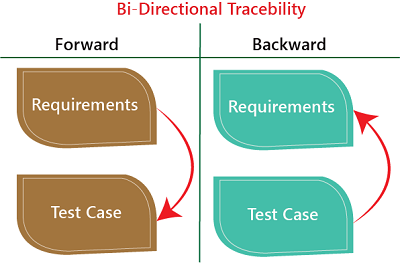 Bi-Directional Tracebility
Forward
Backward
Requirements
Requirements
Test Case
Test Case